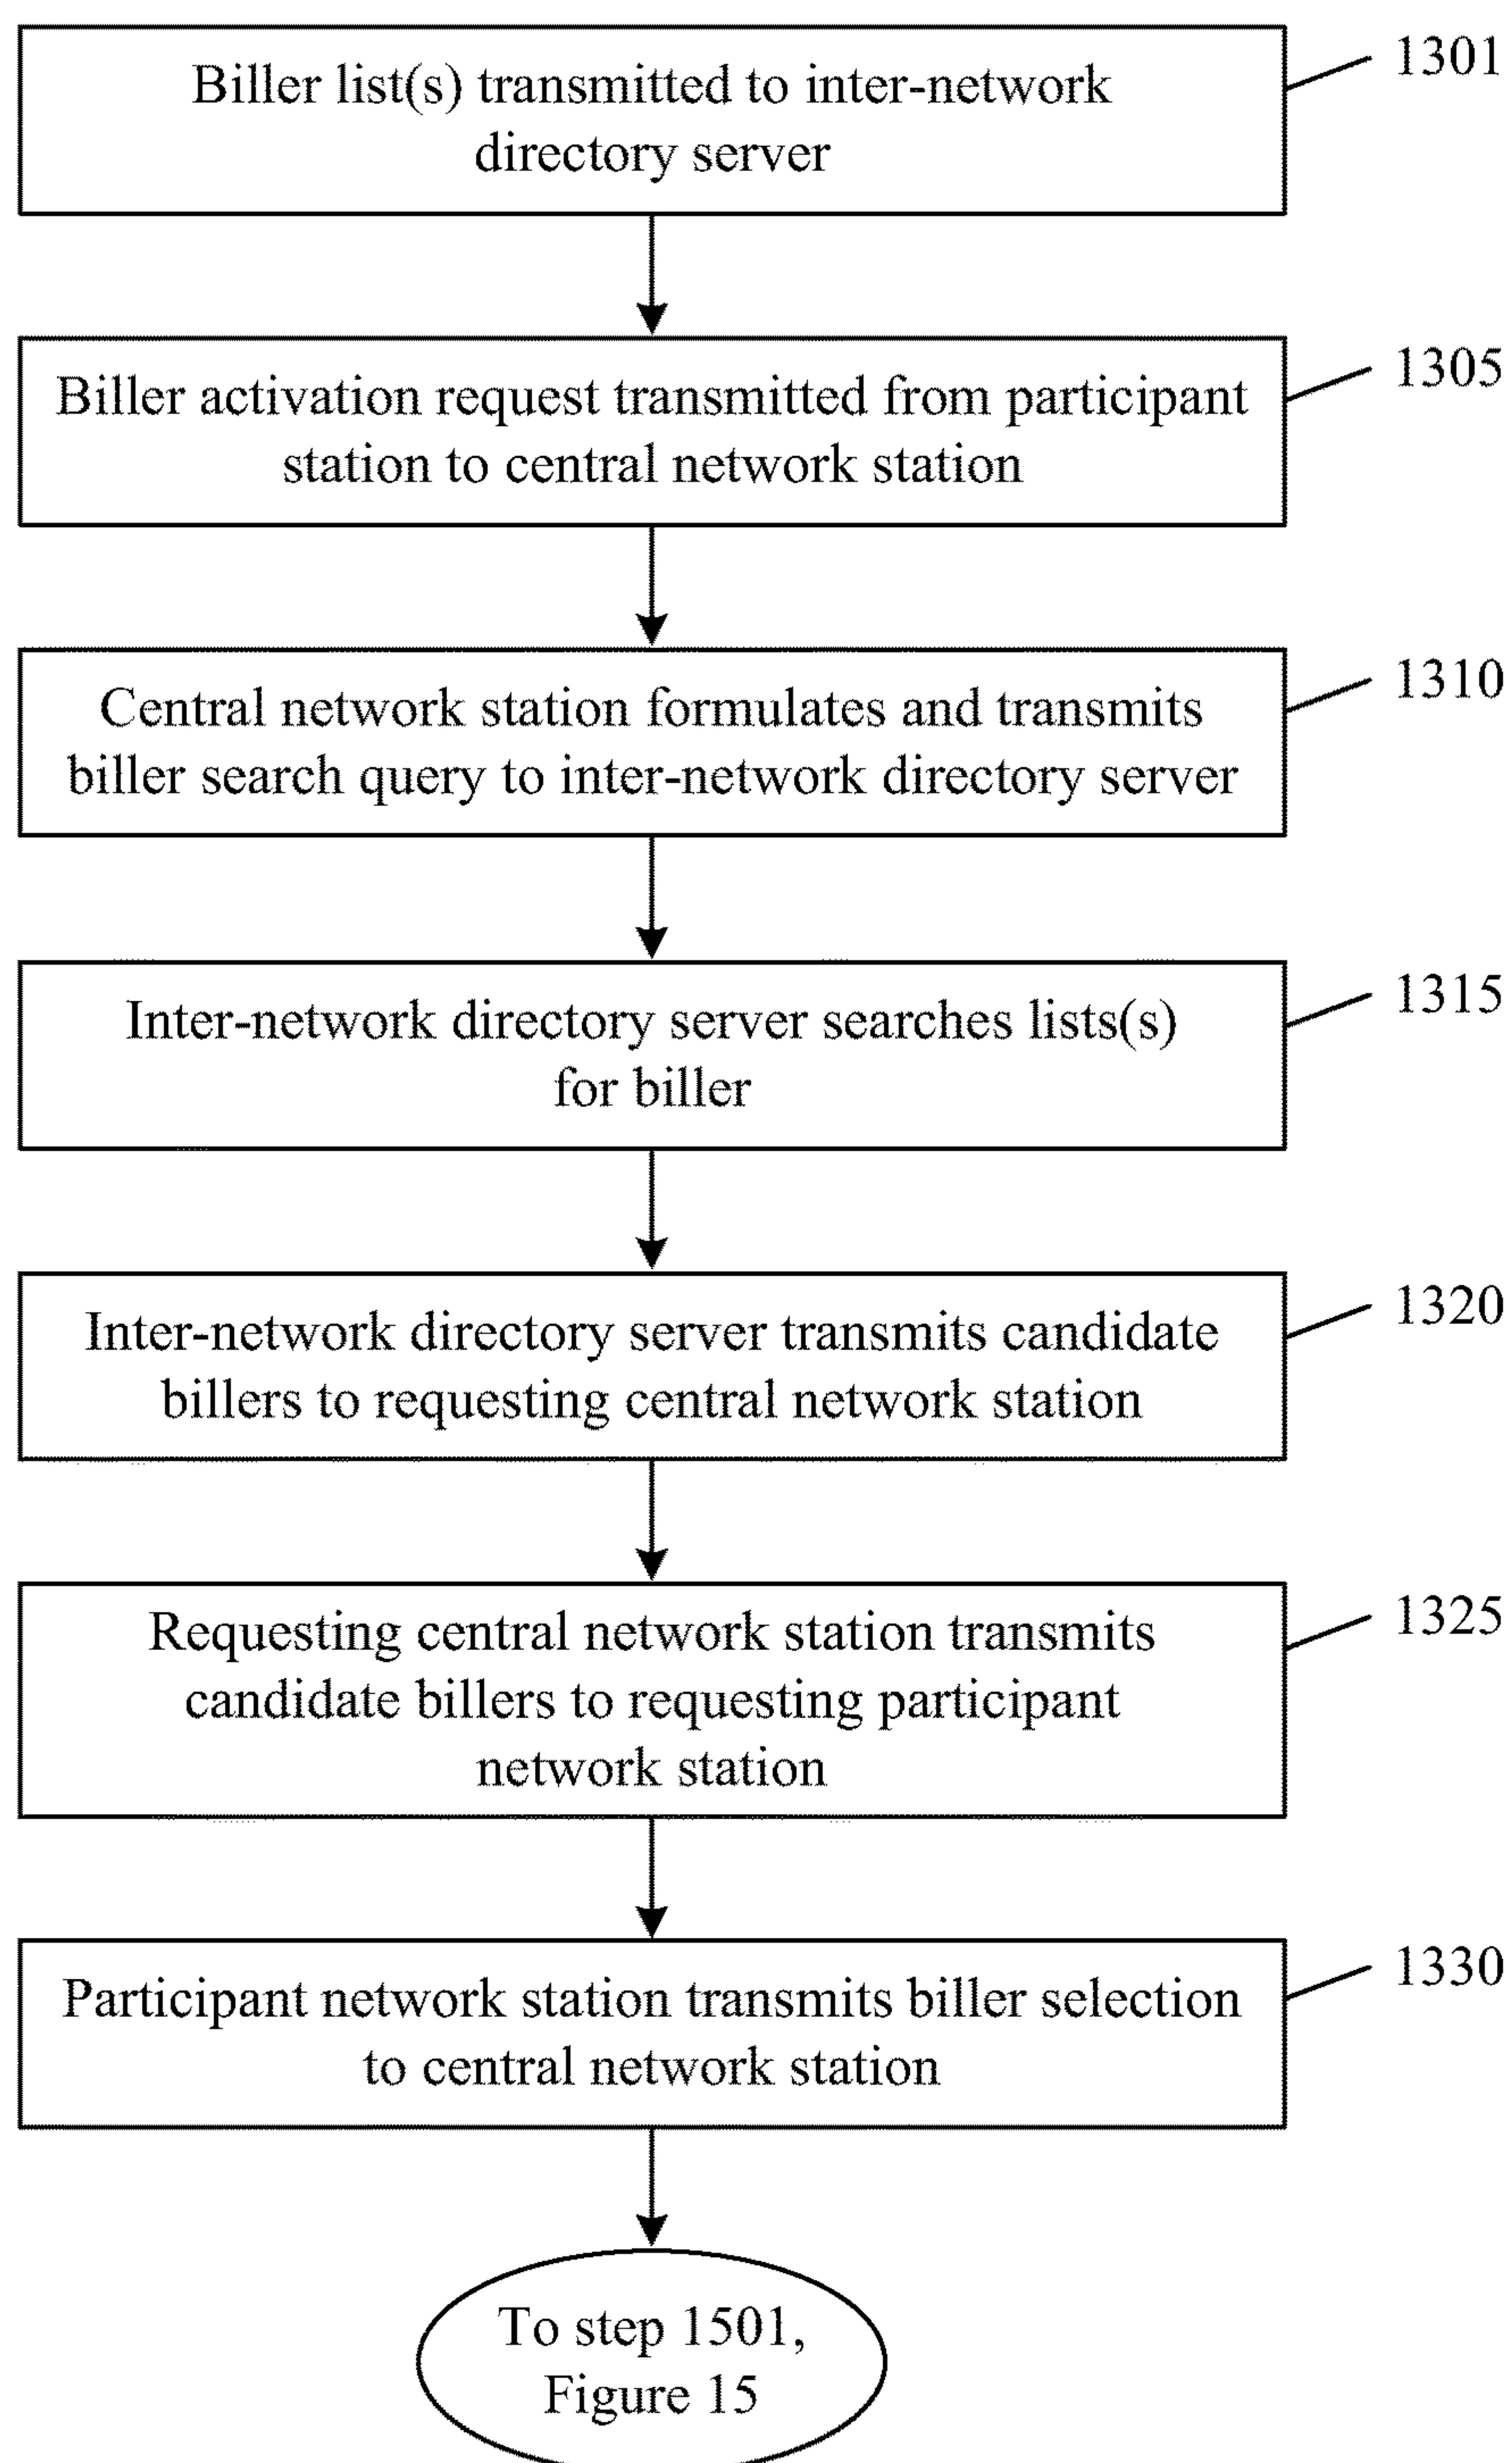 Biller list(s) transmitted to inter-network
directory server
1301
Biller activation request transmitted from participant
station to central network station
1305
Central network station formulates and transmits
biller search query to inter-network directory server
1310
Inter-network directory server searches lists(s)
for biller
1315
Inter-network directory server transmits candidate
billers to requesting central network station
1320
Requesting central network station transmits
candidate billers to requesting participant
network station
1325
Participant network station transmits biller selection
to central network station
1330
To step 1501,
Figure 15